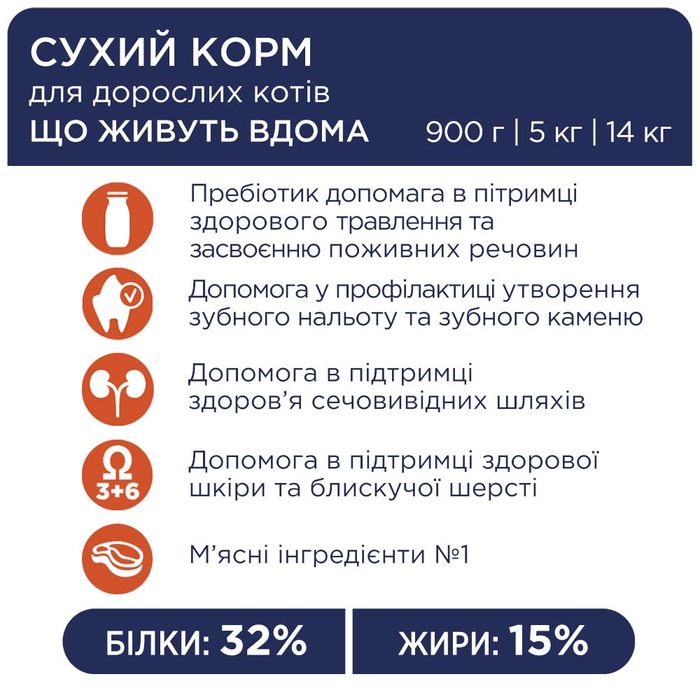 СУХИЙ КОРМ
для дорослих котів
ЩО ЖИВУТЬ ВДОМА 900 г | 5 кг | 14 кг
Пребіотик допомага в пітримці
здорового травлення та
засвоєнню поживних речовин
Допомога у профілактиці утворення
зубного нальоту та зубного каменю
Допомога в підтримці
здоров’я сечовивідних шляхів
Ω
3+6
Допомога в підтримці здорової
шкіри та блискучої шерсті
М’ясні інгредієнти №1
БІЛКИ: 32% | ЖИРИ: 15%